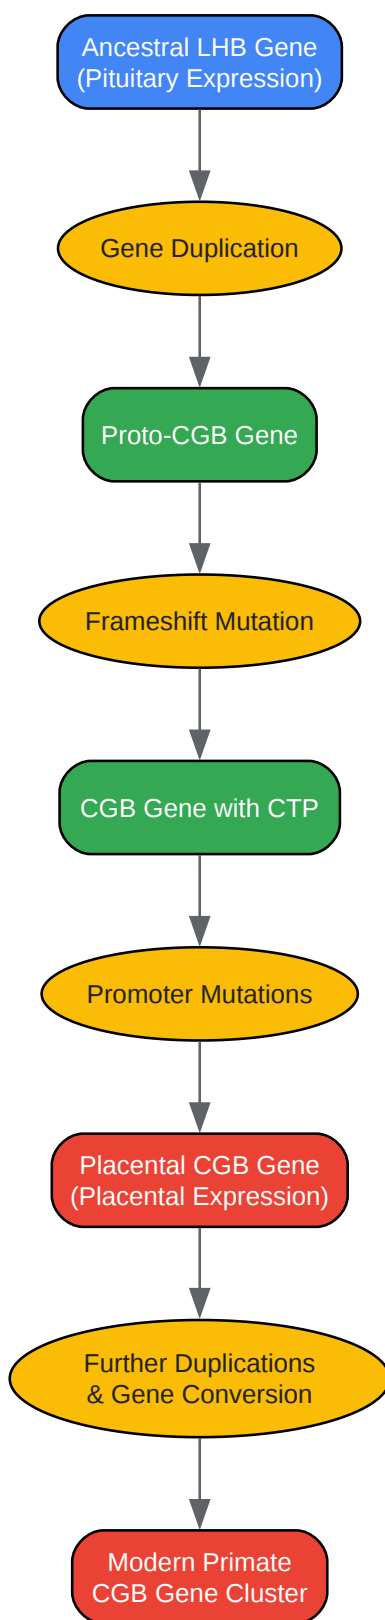 Ancestral LHB Gene
(Pituitary Expression)
Gene Duplication
Proto-CGB Gene
Frameshift Mutation
CGB Gene with CTP
Promoter Mutations
Placental CGB Gene
(Placental Expression)
Further Duplications
& Gene Conversion
Modern Primate
CGB Gene Cluster